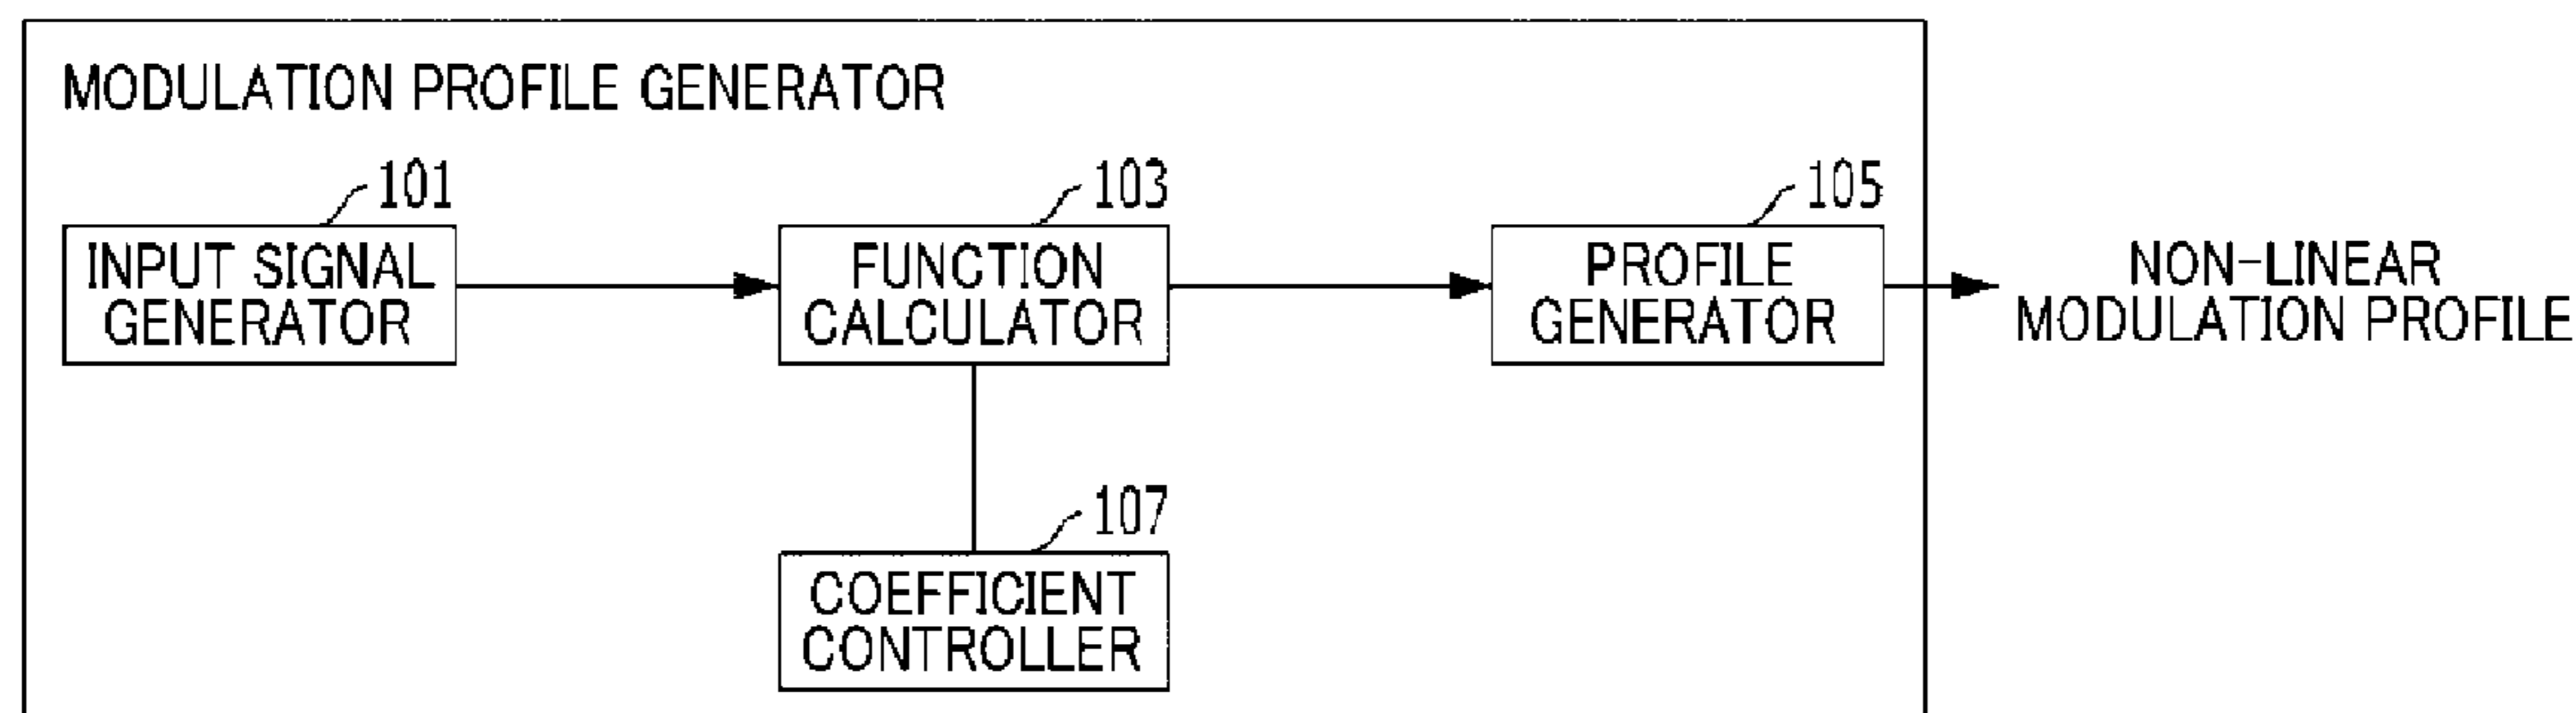 MODULATION PROFILE GENERATOR
101
103
105
INPUT SIGNAL
GENERATOR
FUNCTION
CALCULATOR
PROFILE
GENERATOR
NON-LINEAR
MODULATION PROFILE
107
COEFFICIENT
CONTROLLER